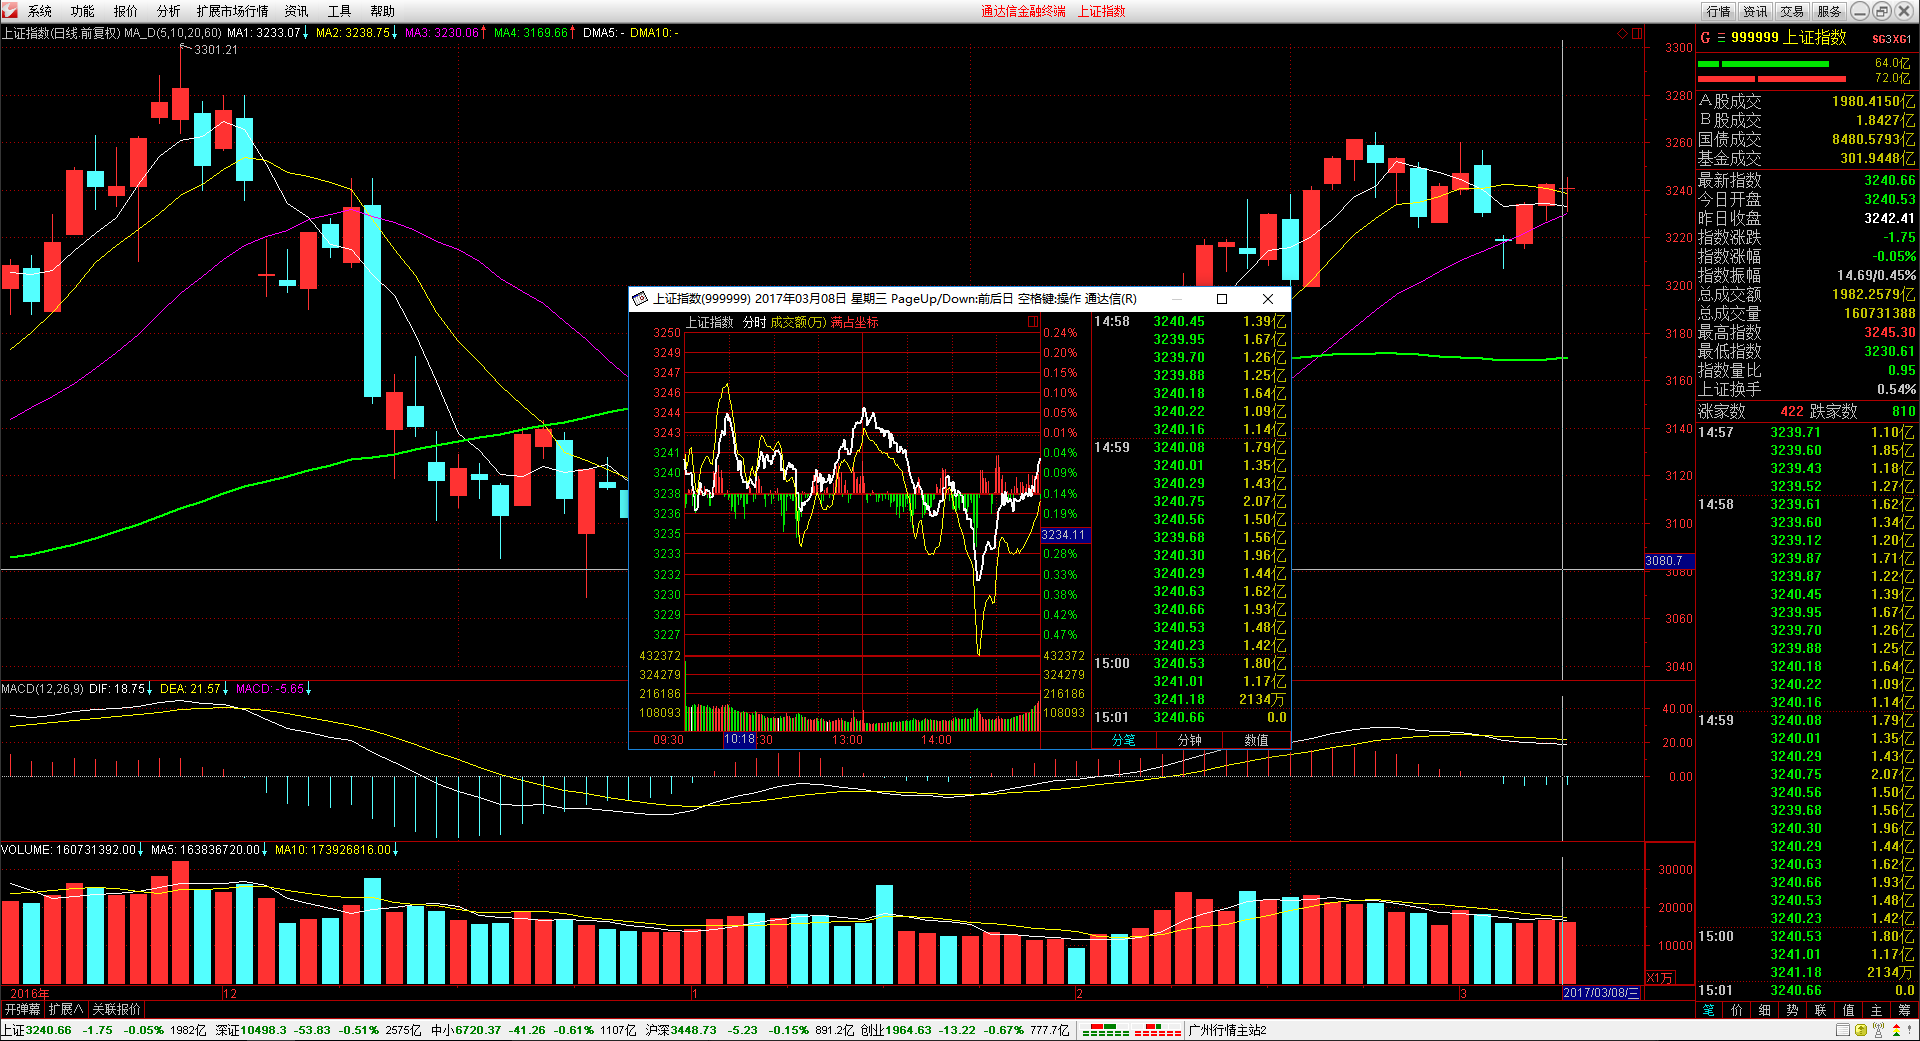 系统 功能 报价 分析 扩展市场行情 资讯 工具 帮助 通达信金融终端 上证指数 行情 资讯 交易 服务
上证指数(日线.前复权) MA_D(5,10,20,60) MA1: 3233.07↓ MA2: 3238.75↓ MA3: 3230.06↑ MA4: 3169.66↑ DMA5: - DMA10: -
3301.21
3300
3280
3260
3240
3220
3200
3180
3160
3140
3120
3100
3080.7
3080
3060
3040
MACD(12,26,9) DIF: 18.75↓ DEA: 21.57↓ MACD: -5.65↓
40.00
20.00
0.00
VOLUME: 160731392.00↓ MA5: 163836720.00↓ MA10: 173926816.00↓
30000
20000
10000
X1万
2016年 12 1 2 3 2017/03/08/三
开弹幕 扩展∧ 关联报价
上证3240.66 -1.75 -0.05% 1982亿 深证10498.3 -53.83 -0.51% 2575亿 中小6720.37 -41.26 -0.61% 1107亿 沪深3448.73 -5.23 -0.15% 891.2亿 创业1964.63 -13.22 -0.67% 777.7亿 广州行情主站2
上证指数(999999) 2017年03月08日 星期三 PageUp/Down:前后日 空格键:操作 通达信(R)
上证指数 分时 成交额(万) 满占坐标
3250 0.24%
3249 0.20%
3247 0.15%
3246 0.10%
3244 0.05%
3243 0.01%
3241 0.04%
3240 0.09%
3238 0.14%
3236 0.19%
3235 3234.11
3233 0.28%
3232 0.33%
3230 0.38%
3229 0.42%
3227 0.47%
432372 432372
324279 324279
216186 216186
108093 108093
09:30 10:18 :30 13:00 14:00
14:58 3240.45 1.39亿
3239.95 1.67亿
3239.70 1.26亿
3239.88 1.25亿
3240.18 1.64亿
3240.22 1.09亿
3240.16 1.14亿
14:59 3240.08 1.79亿
3240.01 1.35亿
3240.29 1.43亿
3240.75 2.07亿
3240.56 1.50亿
3239.68 1.56亿
3240.30 1.96亿
3240.29 1.44亿
3240.63 1.62亿
3240.66 1.93亿
3240.53 1.48亿
3240.23 1.42亿
15:00 3240.53 1.80亿
3241.01 1.17亿
3241.18 2134万
15:01 3240.66 0.0
分笔 分钟 数值
G 999999 上证指数 SG3XG1
64.0亿
72.0亿
A股成交 1980.4150亿
B股成交 1.8427亿
国债成交 8480.5793亿
基金成交 301.9448亿
最新指数 3240.66
今日开盘 3240.53
昨日收盘 3242.41
指数涨跌 -1.75
指数涨幅 -0.05%
指数振幅 14.69/0.45%
总成交额 1982.2579亿
总成交量 160731388
最高指数 3245.30
最低指数 3230.61
指数量比 0.95
上证换手 0.54%
涨家数 422 跌家数 810
14:57 3239.71 1.10亿
3239.60 1.85亿
3239.43 1.18亿
3239.52 1.27亿
14:58 3239.61 1.62亿
3239.60 1.34亿
3239.12 1.20亿
3239.87 1.71亿
3239.87 1.22亿
3240.45 1.39亿
3239.95 1.67亿
3239.70 1.26亿
3239.88 1.25亿
3240.18 1.64亿
3240.22 1.09亿
3240.16 1.14亿
14:59 3240.08 1.79亿
3240.01 1.35亿
3240.29 1.43亿
3240.75 2.07亿
3240.56 1.50亿
3239.68 1.56亿
3240.30 1.96亿
3240.29 1.44亿
3240.63 1.62亿
3240.66 1.93亿
3240.53 1.48亿
3240.23 1.42亿
15:00 3240.53 1.80亿
3241.01 1.17亿
3241.18 2134万
15:01 3240.66 0.0
笔 价 细 势 联 值 主 筹